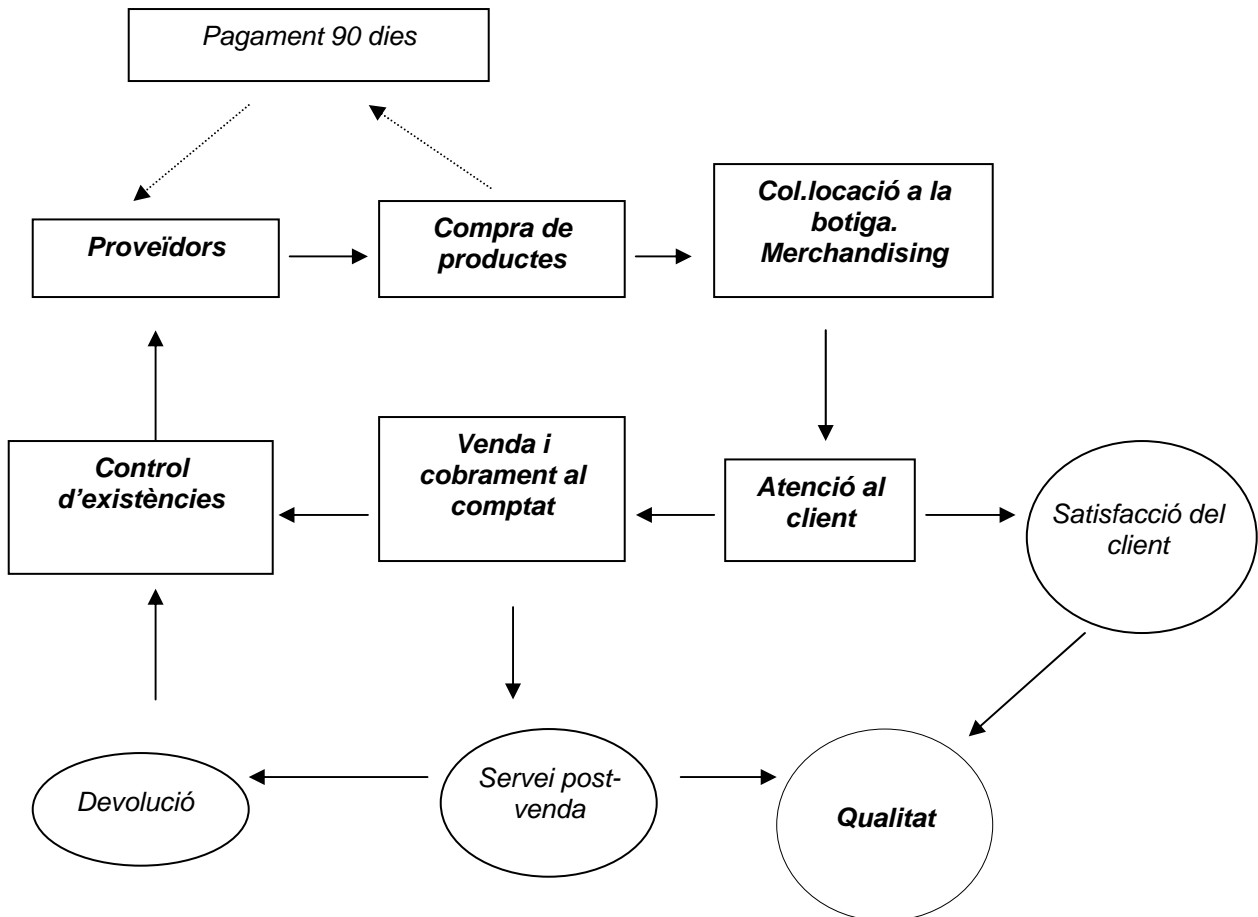 Pagament 90 dies
Proveïdors
Compra de
productes
Col.locació a la
botiga.
Merchandising
Control
d’existències
Venda i
cobrament al
comptat
Atenció al
client
Satisfacció del
client
Devolució
Servei post-
venda
Qualitat